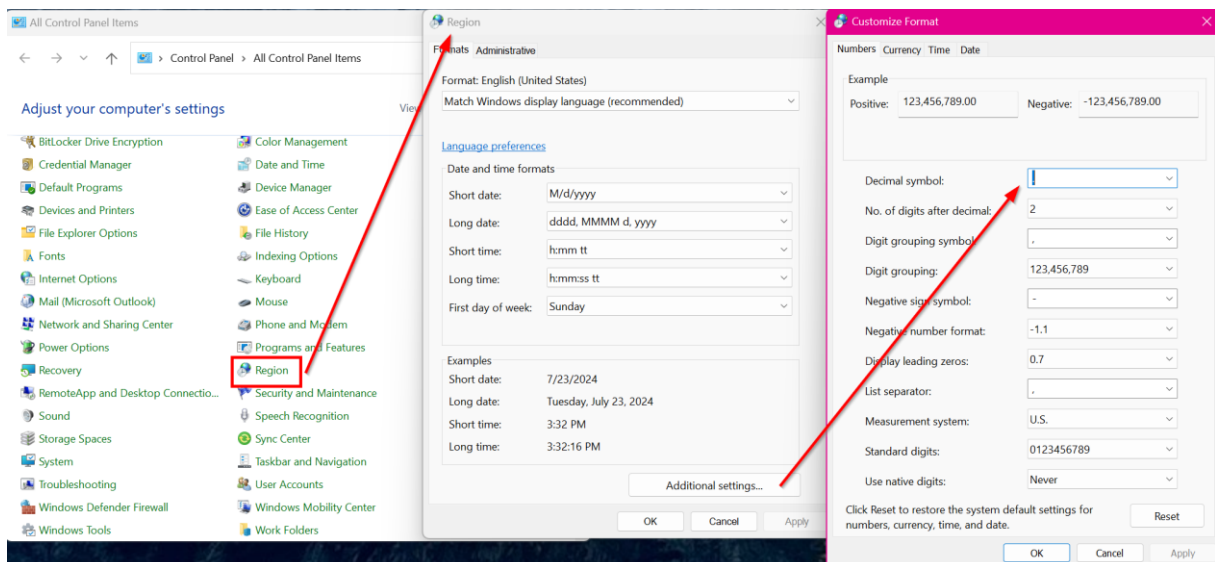 All Control Panel Items
Control Panel > All Control Panel Items
Adjust your computer's settings
BitLocker Drive Encryption
Color Management
Credential Manager
Date and Time
Default Programs
Device Manager
Devices and Printers
Ease of Access Center
File Explorer Options
File History
Fonts
Indexing Options
Internet Options
Keyboard
Mail (Microsoft Outlook)
Mouse
Network and Sharing Center
Phone and Modem
Power Options
Programs and Features
Recovery
Region
RemoteApp and Desktop Connectio...
Security and Maintenance
Sound
Speech Recognition
Storage Spaces
Sync Center
System
Taskbar and Navigation
Troubleshooting
User Accounts
Windows Defender Firewall
Windows Mobility Center
Windows Tools
Work Folders
Region
Formats Administrative
Format: English (United States)
Match Windows display language (recommended)
Language preferences
Date and time formats
Short date: M/d/yyyy
Long date: dddd, MMMM d, yyyy
Short time: h:mm tt
Long time: h:mm:ss tt
First day of week: Sunday
Examples
Short date: 7/23/2024
Long date: Tuesday, July 23, 2024
Short time: 3:32 PM
Long time: 3:32:16 PM
Additional settings...
OK Cancel Apply
Customize Format
Numbers Currency Time Date
Example
Positive: 123,456,789.00 Negative: -123,456,789.00
Decimal symbol: .
No. of digits after decimal: 2
Digit grouping symbol: ,
Digit grouping: 123,456,789
Negative sign symbol: -
Negative number format: -1.1
Display leading zeros: 0.7
List separator: ,
Measurement system: U.S.
Standard digits: 0123456789
Use native digits: Never
Click Reset to restore the system default settings for
numbers, currency, time, and date.
Reset
OK Cancel Apply